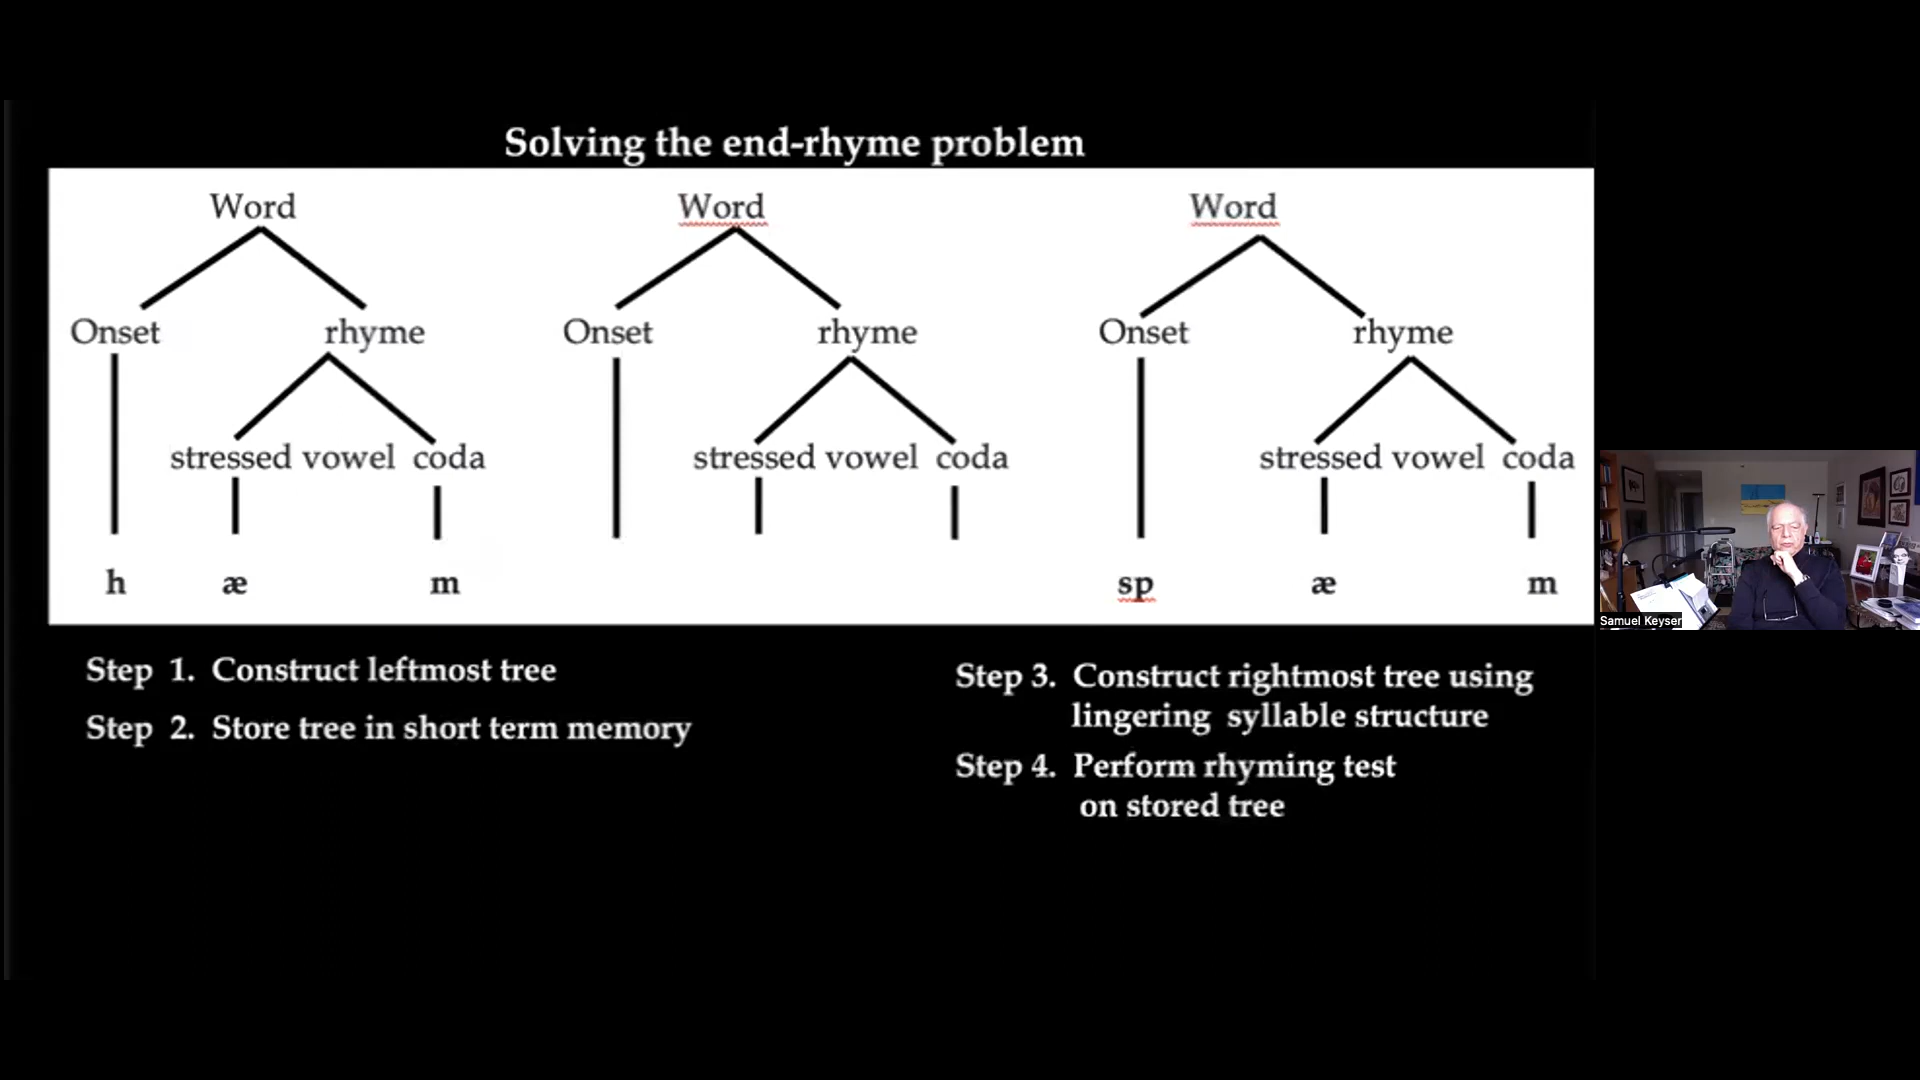 Solving the end-rhyme problem
Word Word Word
Onset rhyme Onset rhyme Onset rhyme
stressed vowel coda stressed vowel coda stressed vowel coda
h æ m sp æ m
Step 1. Construct leftmost tree
Step 2. Store tree in short term memory
Step 3. Construct rightmost tree using
lingering syllable structure
Step 4. Perform rhyming test
on stored tree
Samuel Keyser